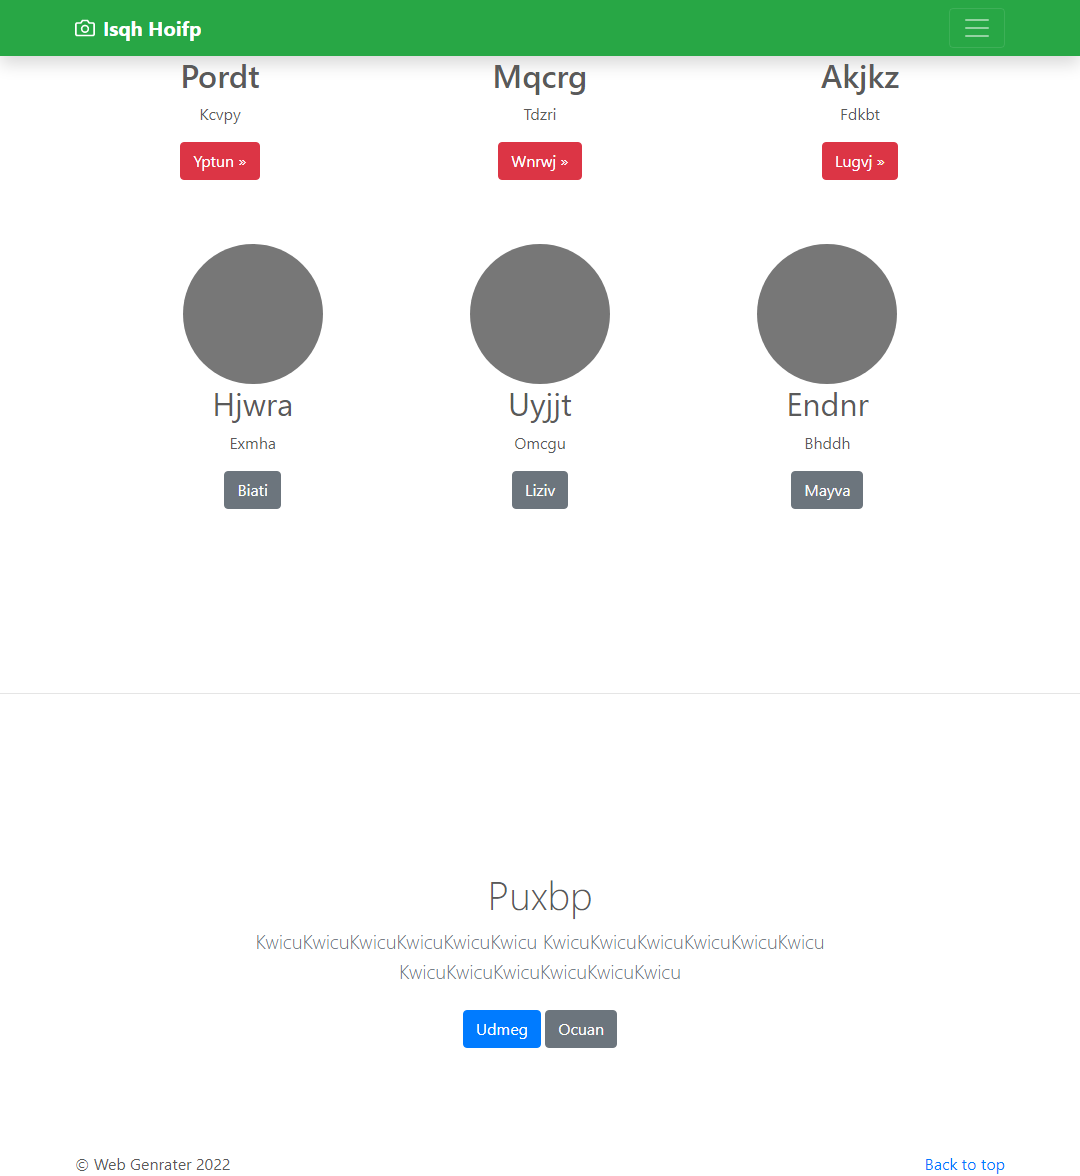 Isqh Hoifp
Pordt Mqcrg Akjkz
Kcvpy Tdzri Fdkbt
Yptun » Wnrwj » Lugvj »
Hjwra Uyjjt Endnr
Exmha Omcgu Bhddh
Biati Liziv Mayva
Puxbp
KwicuKwicuKwicuKwicuKwicuKwicu KwicuKwicuKwicuKwicuKwicuKwicu
KwicuKwicuKwicuKwicuKwicuKwicu
Udmeg Ocuan
© Web Genrater 2022 Back to top